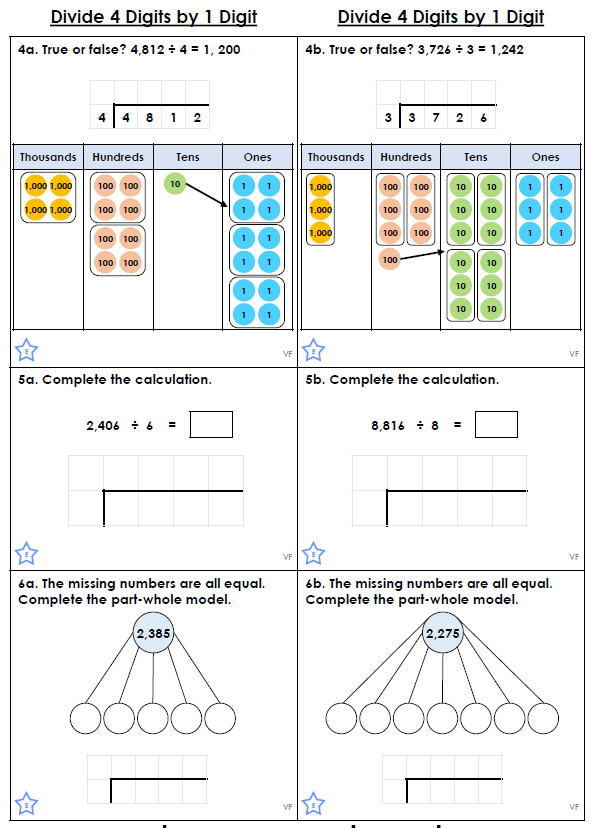 Divide 4 Digits by 1 Digit
4a. True or false? 4,812 ÷ 4 = 1, 200
4 4 8 1 2
Thousands Hundreds Tens Ones
1,000 1,000 100 100 10 1 1
1,000 1,000 100 100 1 1
100 100 1 1
100 100 1 1
1 1
1 1
E VF
5a. Complete the calculation.
2,406 ÷ 6 =
E VF
6a. The missing numbers are all equal.
Complete the part-whole model.
2,385
E VF
Divide 4 Digits by 1 Digit
4b. True or false? 3,726 ÷ 3 = 1,242
3 3 7 2 6
Thousands Hundreds Tens Ones
1,000 100 100 10 10 1 1
1,000 100 100 10 10 1 1
1,000 100 100 10 10 1 1
100 10 10
10 10
10 10
E VF
5b. Complete the calculation.
8,816 ÷ 8 =
E VF
6b. The missing numbers are all equal.
Complete the part-whole model.
2,275
E VF